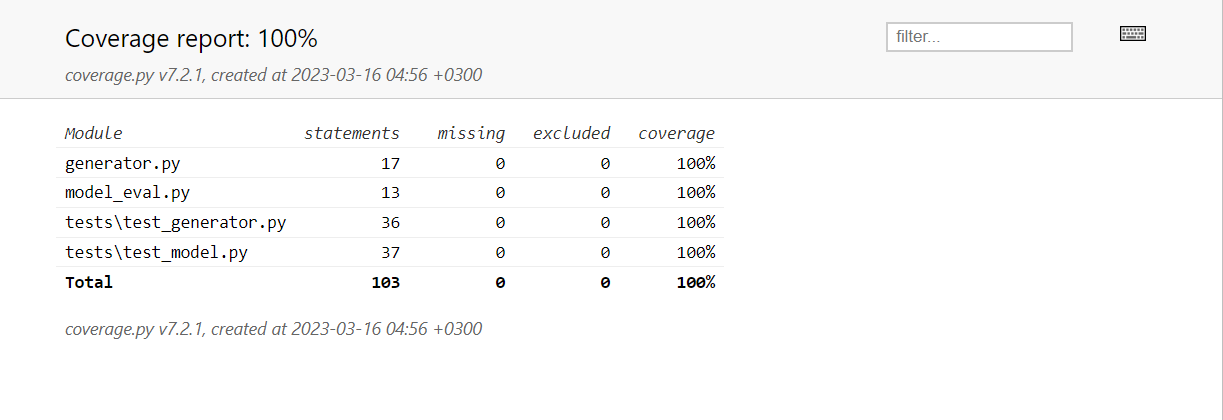 Coverage report: 100%
filter...
coverage.py v7.2.1, created at 2023-03-16 04:56 +0300
Module statements missing excluded coverage
generator.py 17 0 0 100%
model_eval.py 13 0 0 100%
tests\test_generator.py 36 0 0 100%
tests\test_model.py 37 0 0 100%
Total 103 0 0 100%
coverage.py v7.2.1, created at 2023-03-16 04:56 +0300